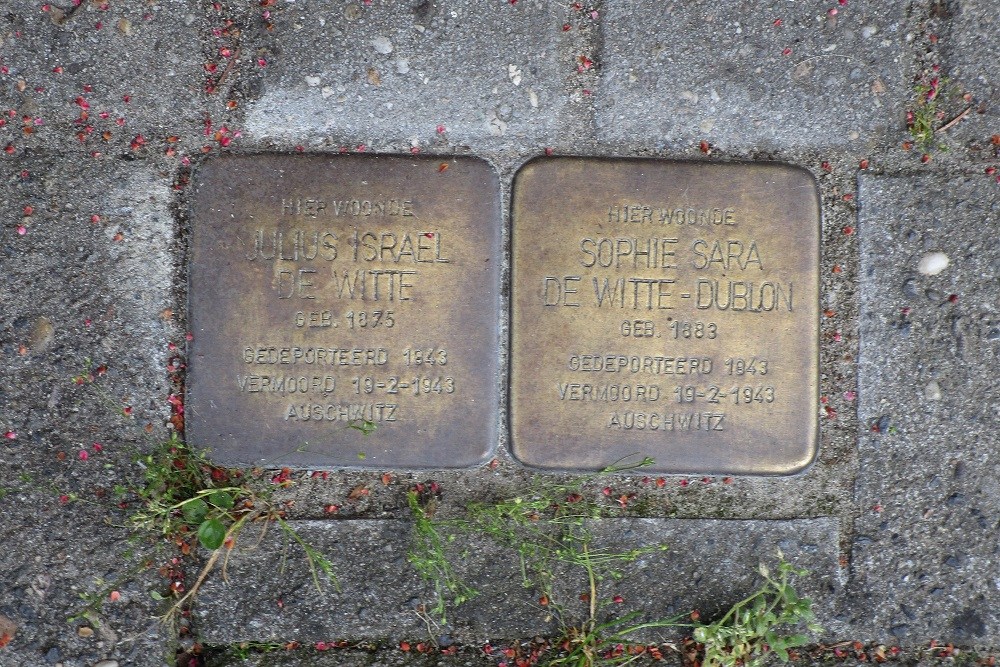 HIER WOONDE
JULIUS ISRAEL
DE WITTE
GEB. 1875
GEDEPORTEERD 1943
VERMOORD 19-2-1943
AUSCHWITZ
HIER WOONDE
SOPHIE SARA
DE WITTE-DUBLON
GEB. 1883
GEDEPORTEERD 1943
VERMOORD 19-2-1943
AUSCHWITZ